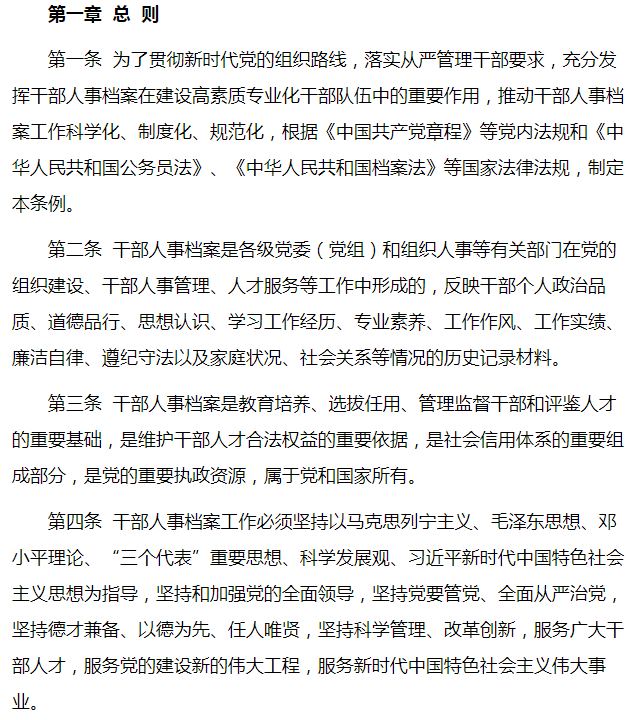 第一章 总 则
第一条 为了贯彻新时代党的组织路线，落实从严管理干部要求，充分发
挥干部人事档案在建设高素质专业化干部队伍中的重要作用，推动干部人事档
案工作科学化、制度化、规范化，根据《中国共产党章程》等党内法规和《中
华人民共和国公务员法》、《中华人民共和国档案法》等国家法律法规，制定
本条例。
第二条 干部人事档案是各级党委（党组）和组织人事等有关部门在党的
组织建设、干部人事管理、人才服务等工作中形成的，反映干部个人政治品
质、道德品行、思想认识、学习工作经历、专业素养、工作作风、工作实绩、
廉洁自律、遵纪守法以及家庭状况、社会关系等情况的历史记录材料。
第三条 干部人事档案是教育培养、选拔任用、管理监督干部和评鉴人才
的重要基础，是维护干部人才合法权益的重要依据，是社会信用体系的重要组
成部分，是党的重要执政资源，属于党和国家所有。
第四条 干部人事档案工作必须坚持以马克思列宁主义、毛泽东思想、邓
小平理论、“三个代表”重要思想、科学发展观、习近平新时代中国特色社会
主义思想为指导，坚持和加强党的全面领导，坚持党要管党、全面从严治党，
坚持德才兼备、以德为先、任人唯贤，坚持科学管理、改革创新，服务广大干
部人才，服务党的建设新的伟大工程，服务新时代中国特色社会主义伟大事
业。